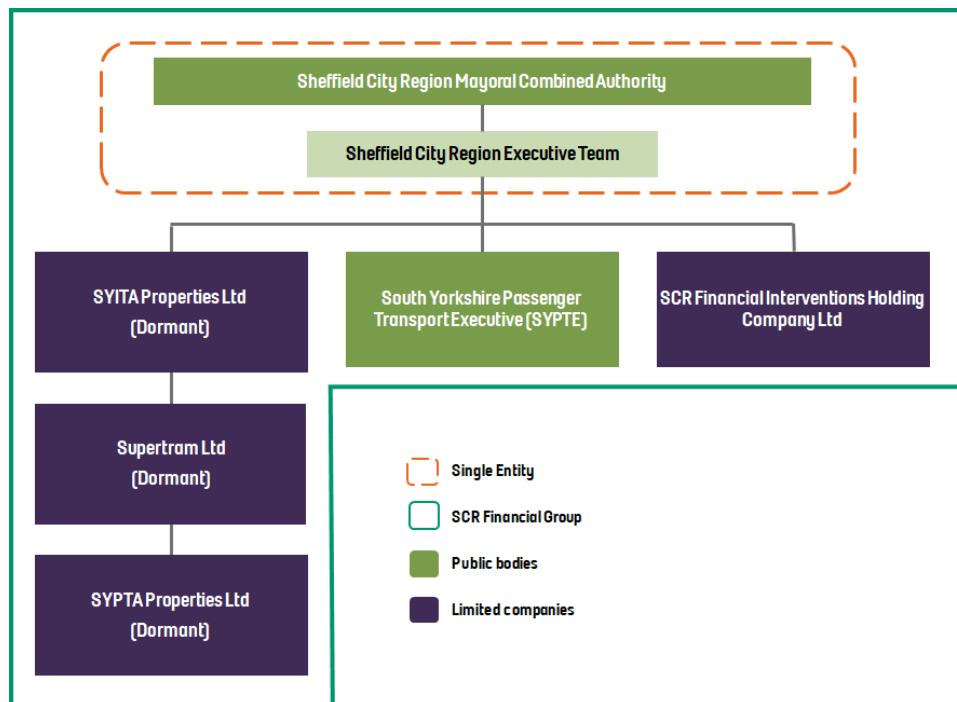 Sheffield City Region Mayoral Combined Authority
Sheffield City Region Executive Team
SYITA Properties Ltd
(Dormant)
South Yorkshire Passenger
Transport Executive (SYPTE)
SCR Financial Interventions Holding
Company Ltd
Supertram Ltd
(Dormant)
SYPTA Properties Ltd
(Dormant)
Single Entity
SCR Financial Group
Public bodies
Limited companies